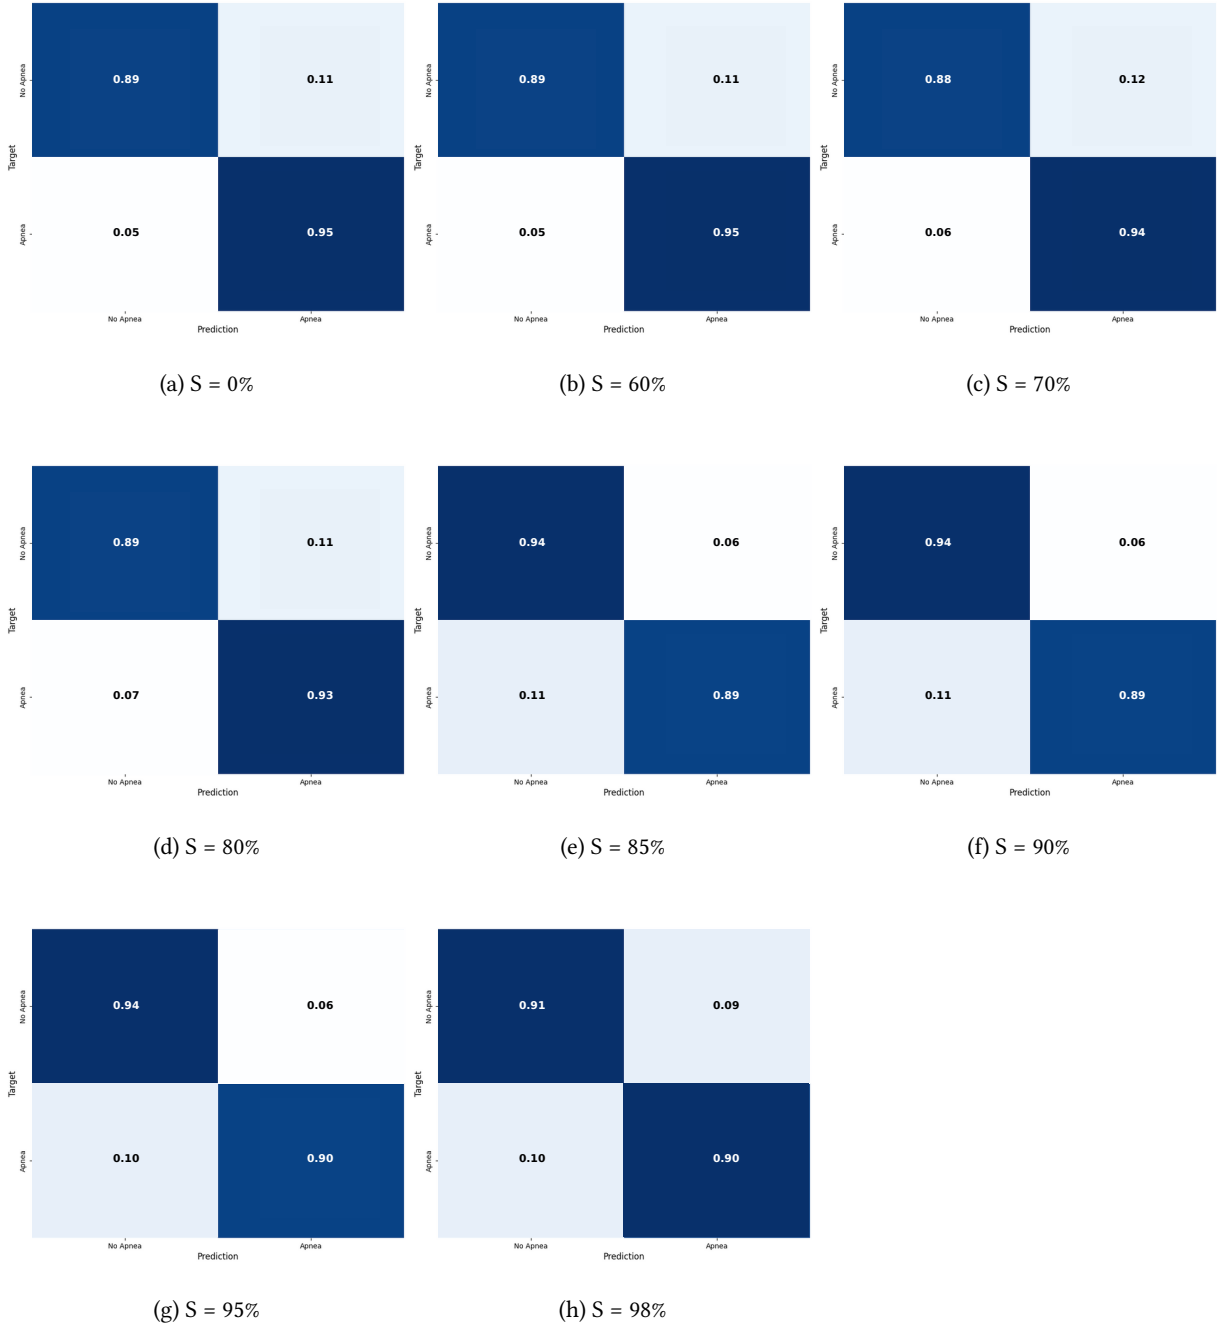 No Apnea
0.89
0.11
Target
Apnea
0.05
0.95
No Apnea
Apnea
Prediction
(a) S = 0%
No Apnea
0.89
0.11
Target
Apnea
0.05
0.95
No Apnea
Apnea
Prediction
(b) S = 60%
No Apnea
0.88
0.12
Target
Apnea
0.06
0.94
No Apnea
Apnea
Prediction
(c) S = 70%
No Apnea
0.89
0.11
Target
Apnea
0.07
0.93
No Apnea
Apnea
Prediction
(d) S = 80%
No Apnea
0.94
0.06
Target
Apnea
0.11
0.89
No Apnea
Apnea
Prediction
(e) S = 85%
No Apnea
0.94
0.06
Target
Apnea
0.11
0.89
No Apnea
Apnea
Prediction
(f) S = 90%
No Apnea
0.94
0.06
Target
Apnea
0.10
0.90
No Apnea
Apnea
Prediction
(g) S = 95%
No Apnea
0.91
0.09
Target
Apnea
0.10
0.90
No Apnea
Apnea
Prediction
(h) S = 98%